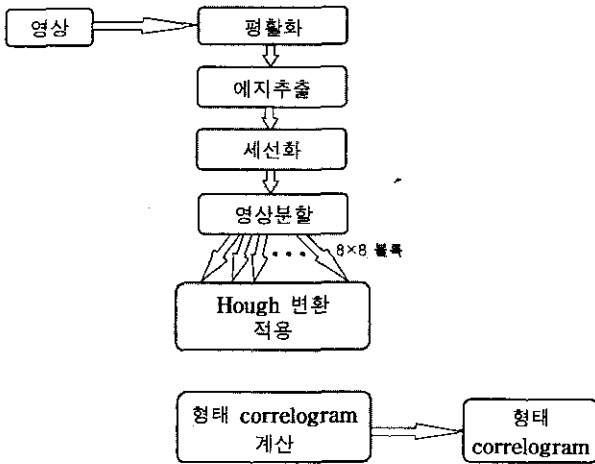 영상
평활화
에지추출
세선화
영상분할
8×8 블록
Hough 변환
적용
형태 correlogram
계산
형태
correlogram